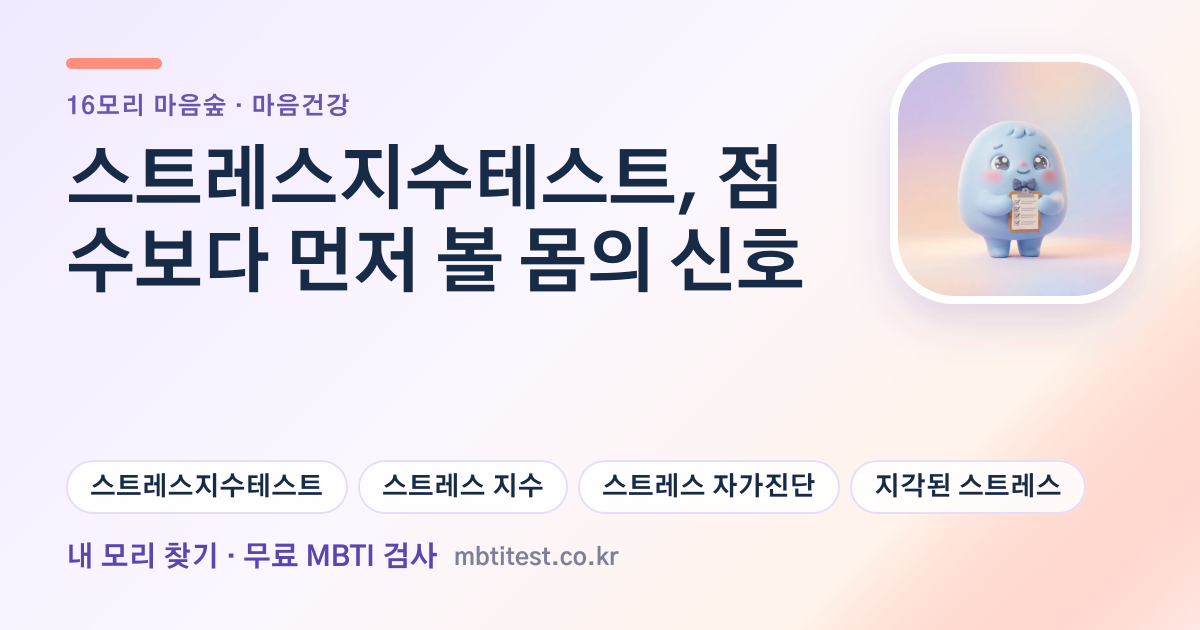 16모리 마음숲 · 마음건강
스트레스지수테스트, 점
수보다 먼저 볼 몸의 신호
스트레스지수테스트
스트레스 지수
스트레스 자가진단
지각된 스트레스
내 모리 찾기 · 무료 MBTI 검사 mbtitest.co.kr